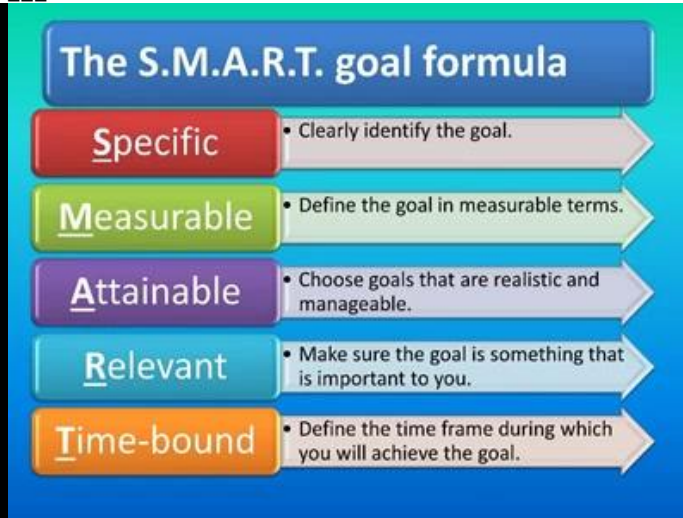 The S.M.A.R.T. goal formula
Specific
• Clearly identify the goal.
Measurable
• Define the goal in measurable terms.
Attainable
• Choose goals that are realistic and
manageable.
Relevant
• Make sure the goal is something that
is important to you.
Time-bound
• Define the time frame during which
you will achieve the goal.